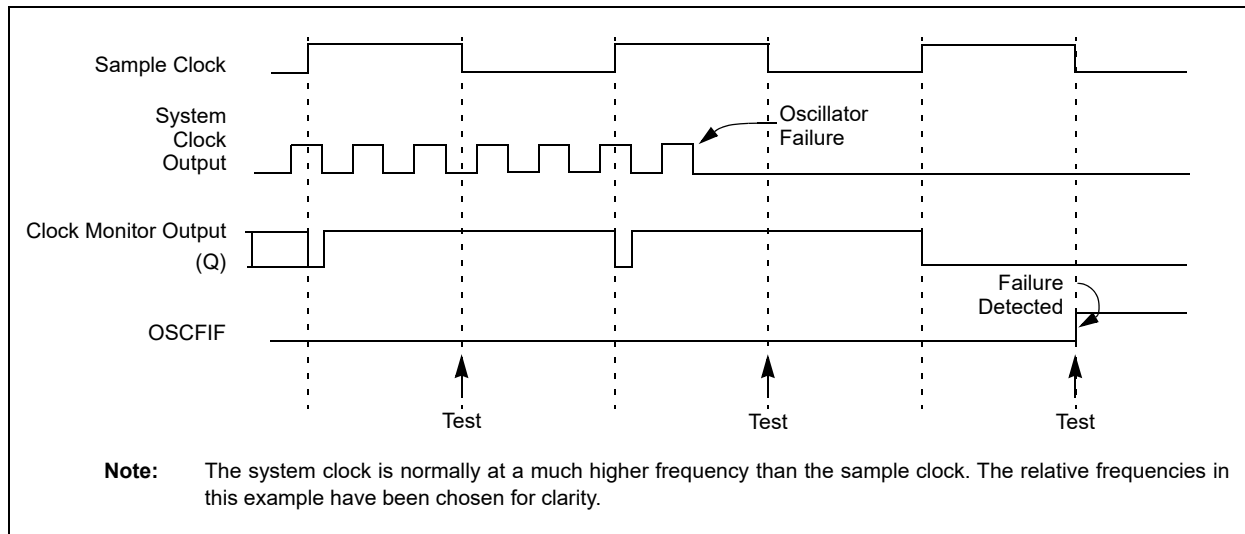 Sample Clock
System
Clock
Output
Oscillator
Failure
Clock Monitor Output
(Q)
Failure
Detected
OSCFIF
Test
Test
Test
Note: The system clock is normally at a much higher frequency than the sample clock. The relative frequencies in
this example have been chosen for clarity.